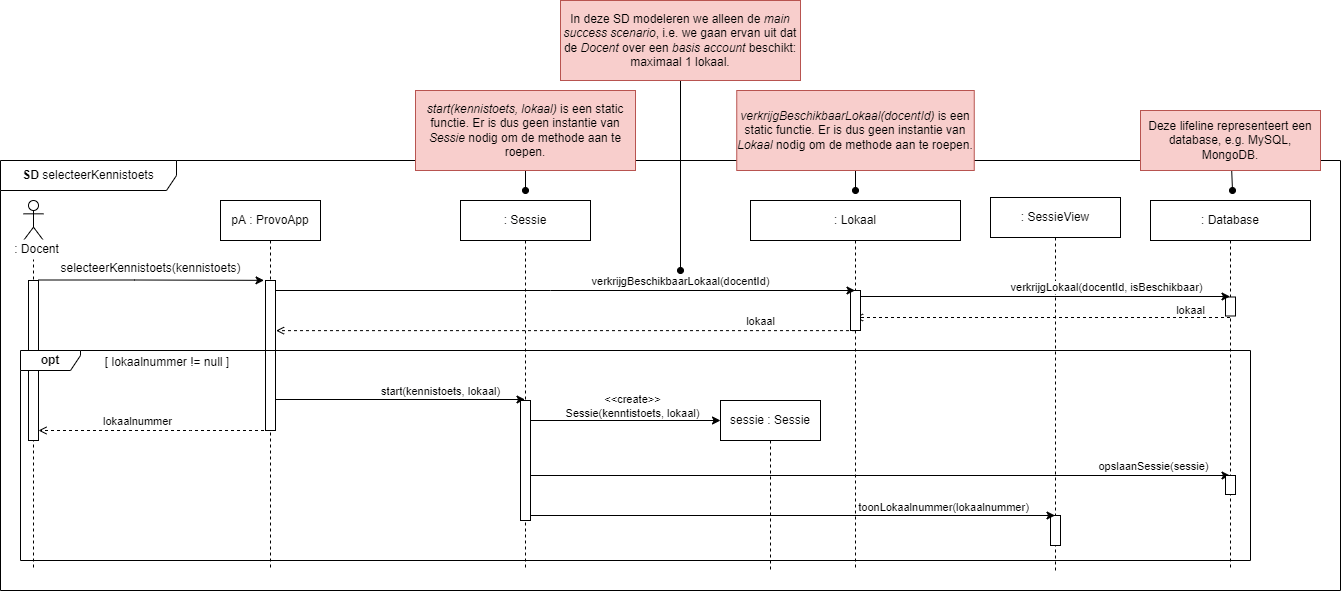 In deze SD modeleren we alleen de main
success scenario, i.e. we gaan ervan uit dat
de Docent over een basis account beschikt:
maximaal 1 lokaal.
start(kennistoets, lokaal) is een static
functie. Er is dus geen instantie van
Sessie nodig om de methode aan te
roepen.
verkrijgBeschikbaarLokaal(docentId) is een
static functie. Er is dus geen instantie van
Lokaal nodig om de methode aan te roepen.
Deze lifeline representeert een
database, e.g. MySQL,
MongoDB.
SD selecteerKennistoets
: Docent
pA : ProvoApp
: Sessie
: Lokaal
: SessieView
: Database
selecteerKennistoets(kennistoets)
verkrijgBeschikbaarLokaal(docentId)
verkrijgLokaal(docentId, isBeschikbaar)
lokaal
lokaal
opt
[ lokaalnummer != null ]
start(kennistoets, lokaal)
<<create>>
Sessie(kenntistoets, lokaal)
sessie : Sessie
lokaalnummer
opslaanSessie(sessie)
toonLokaalnummer(lokaalnummer)